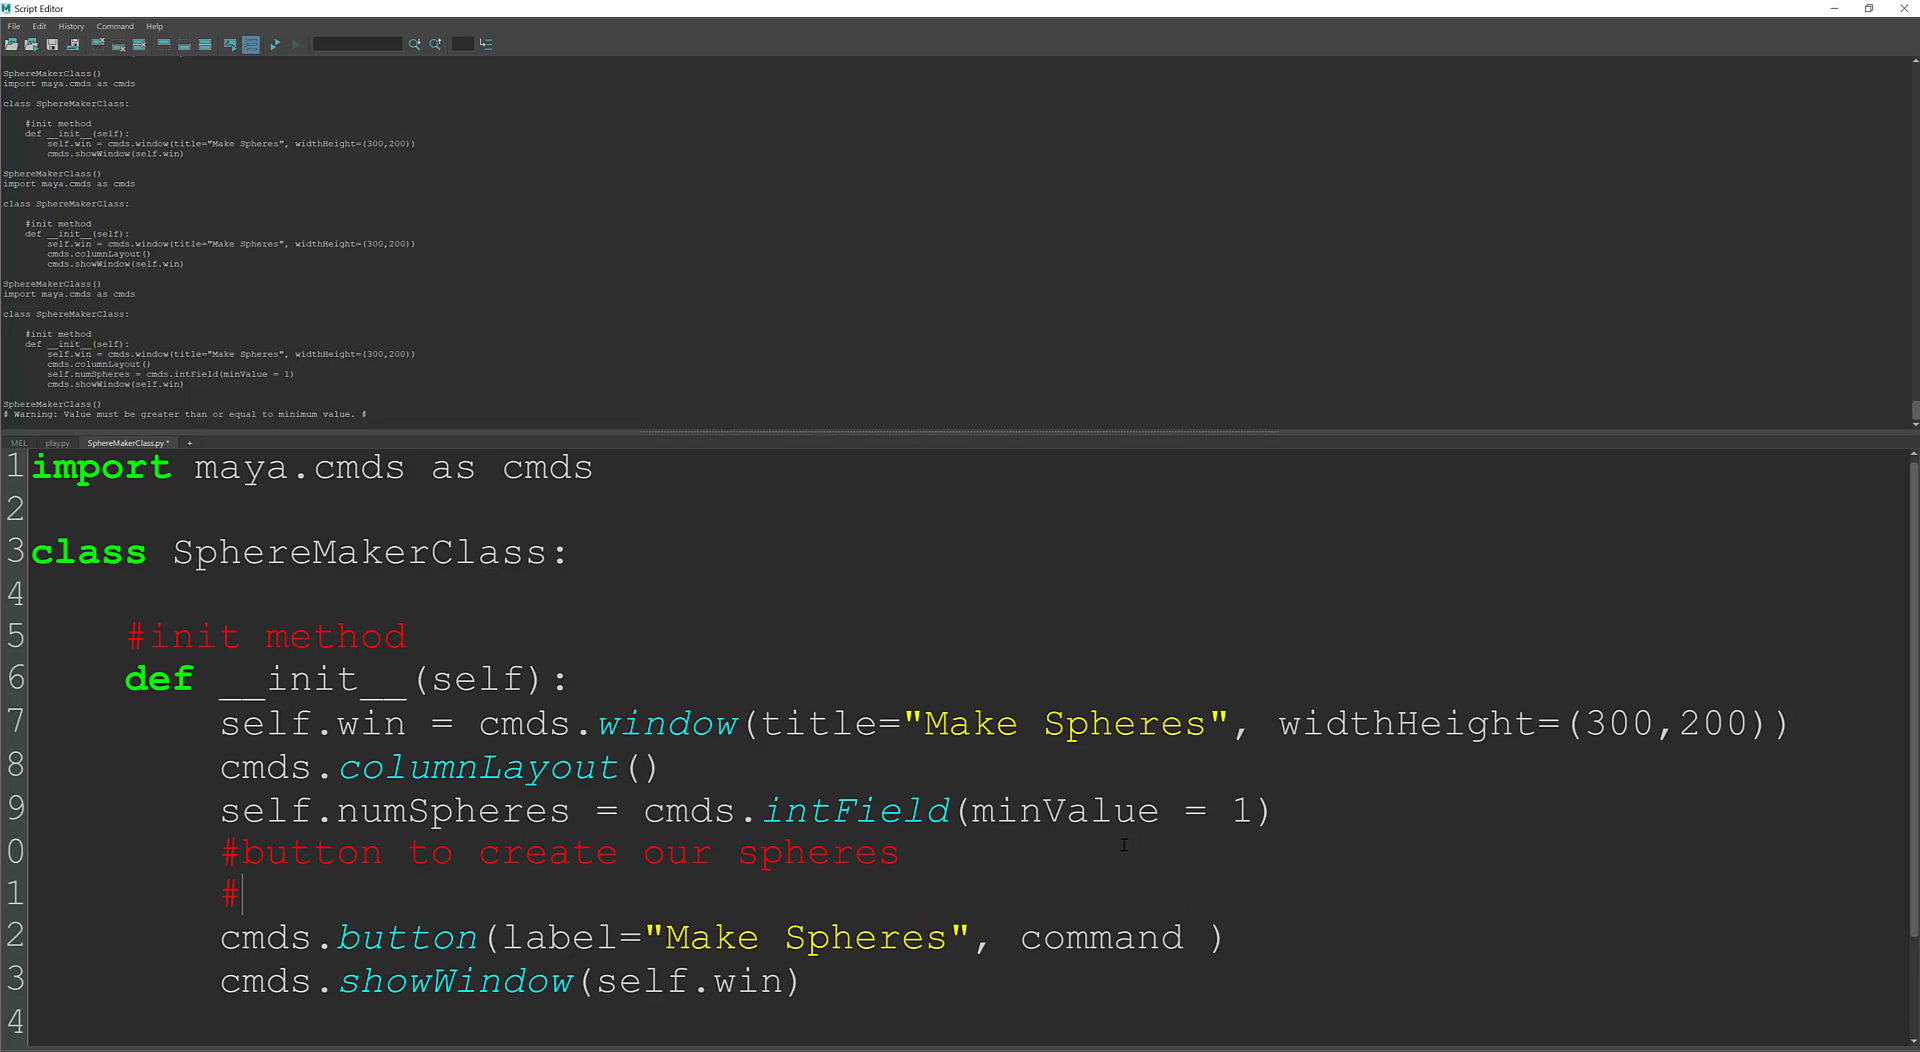 Script Editor
File Edit History Command Help
SphereMakerClass()
import maya.cmds as cmds
class SphereMakerClass:
#init method
def __init__(self):
self.win = cmds.window(title="Make Spheres", widthHeight=(300,200))
cmds.showWindow(self.win)
SphereMakerClass()
import maya.cmds as cmds
class SphereMakerClass:
#init method
def __init__(self):
self.win = cmds.window(title="Make Spheres", widthHeight=(300,200))
cmds.columnLayout()
cmds.showWindow(self.win)
SphereMakerClass()
import maya.cmds as cmds
class SphereMakerClass:
#init method
def __init__(self):
self.win = cmds.window(title="Make Spheres", widthHeight=(300,200))
cmds.columnLayout()
self.numSpheres = cmds.intField(minValue = 1)
cmds.showWindow(self.win)
SphereMakerClass()
# Warning: Value must be greater than or equal to minimum value. #
MEL play.py SphereMakerClass.py * +
1 import maya.cmds as cmds
2
3 class SphereMakerClass:
4
5 #init method
6 def __init__(self):
7 self.win = cmds.window(title="Make Spheres", widthHeight=(300,200))
8 cmds.columnLayout()
9 self.numSpheres = cmds.intField(minValue = 1)
0 #button to create our spheres
1 #
2 cmds.button(label="Make Spheres", command )
3 cmds.showWindow(self.win)
4